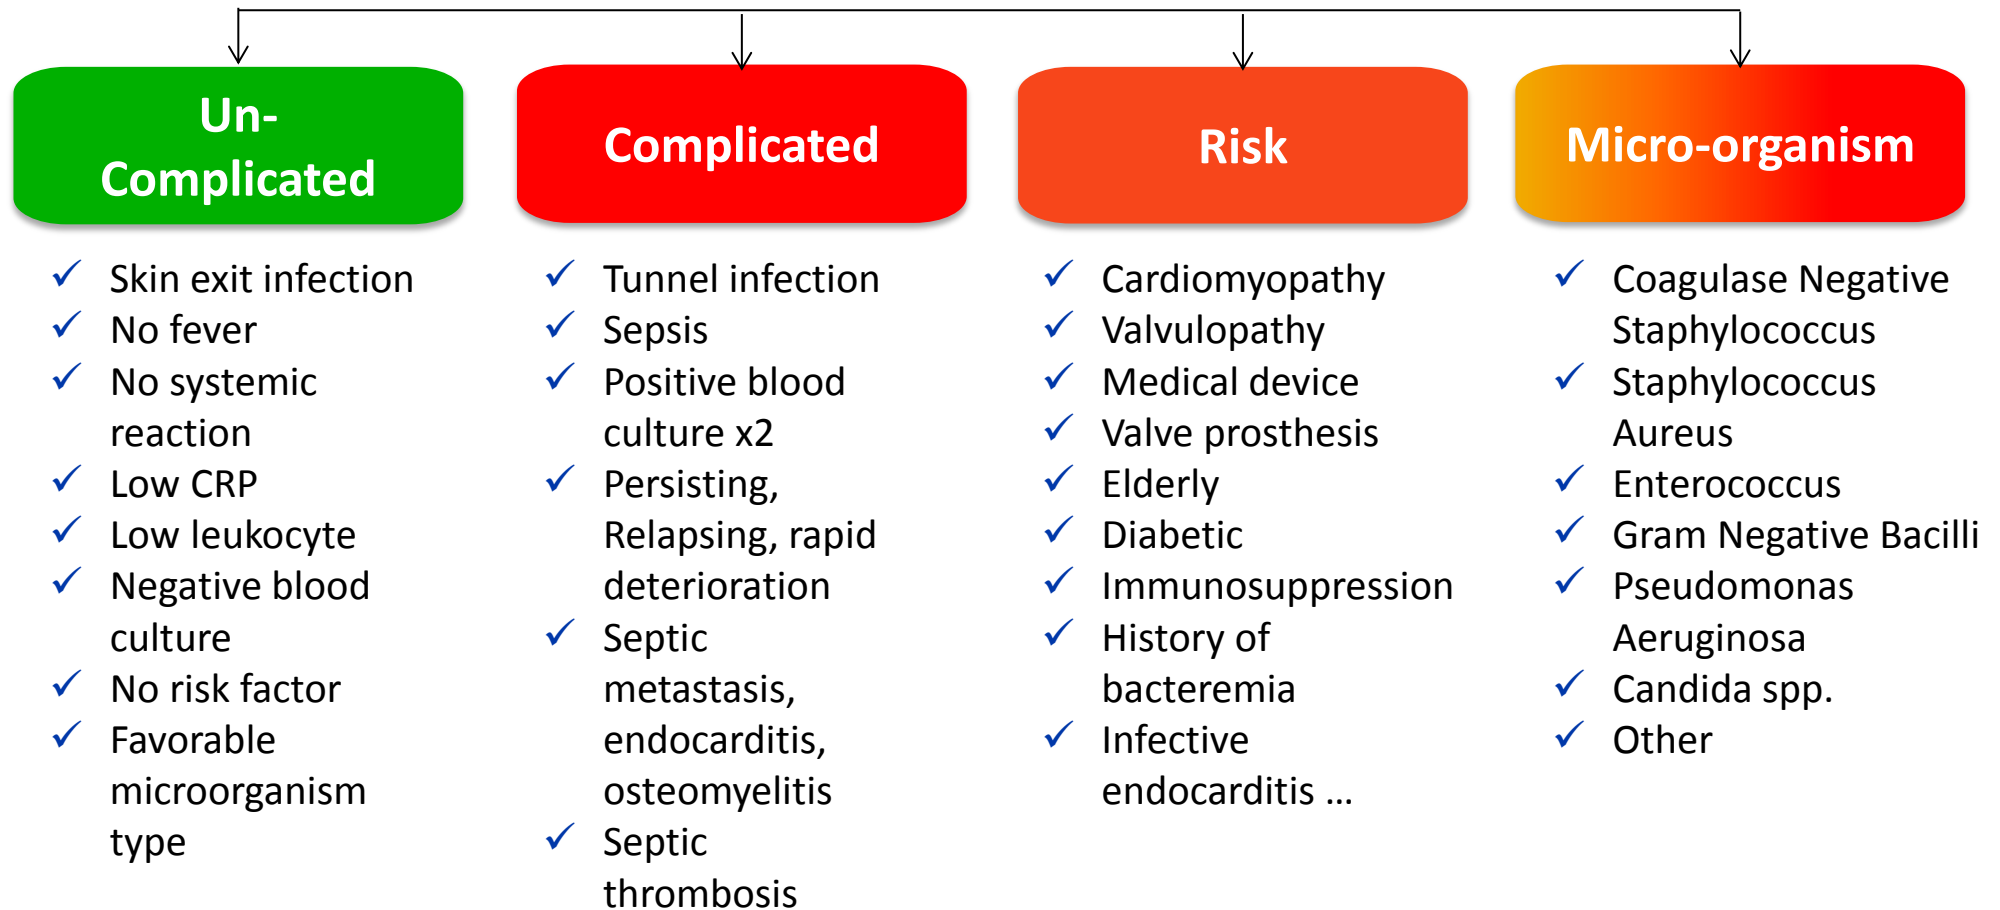 Un-
Complicated
Skin exit infection
No fever
No systemic
reaction
Low CRP
Low leukocyte
Negative blood
culture
No risk factor
Favorable
microorganism
type
Complicated
Tunnel infection
Sepsis
Positive blood
culture x2
Persisting,
Relapsing, rapid
deterioration
Septic
metastasis,
endocarditis,
osteomyelitis
Septic
thrombosis
Risk
Cardiomyopathy
Valvulopathy
Medical device
Valve prosthesis
Elderly
Diabetic
Immunosuppression
History of
bacteremia
Infective
endocarditis ...
Micro-organism
Coagulase Negative
Staphylococcus
Staphylococcus
Aureus
Enterococcus
Gram Negative Bacilli
Pseudomonas
Aeruginosa
Candida spp.
Other